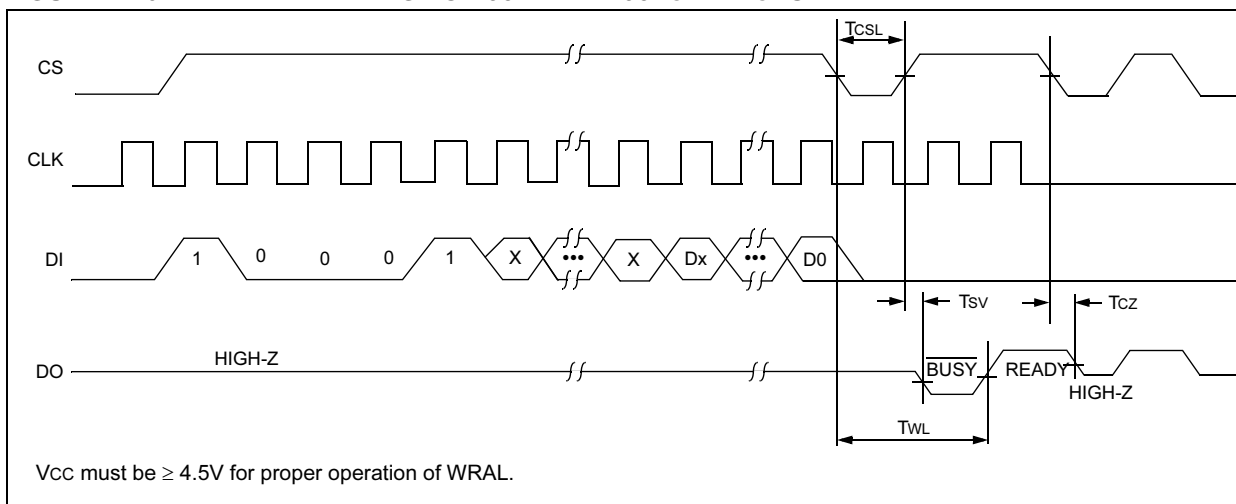 TCSL
CS
CLK
DI 1 0 0 0 1 X ••• X Dx ••• D0
TSV TCZ
HIGH-Z
DO BUSY READY
HIGH-Z
TWL
VCC must be ≥ 4.5V for proper operation of WRAL.